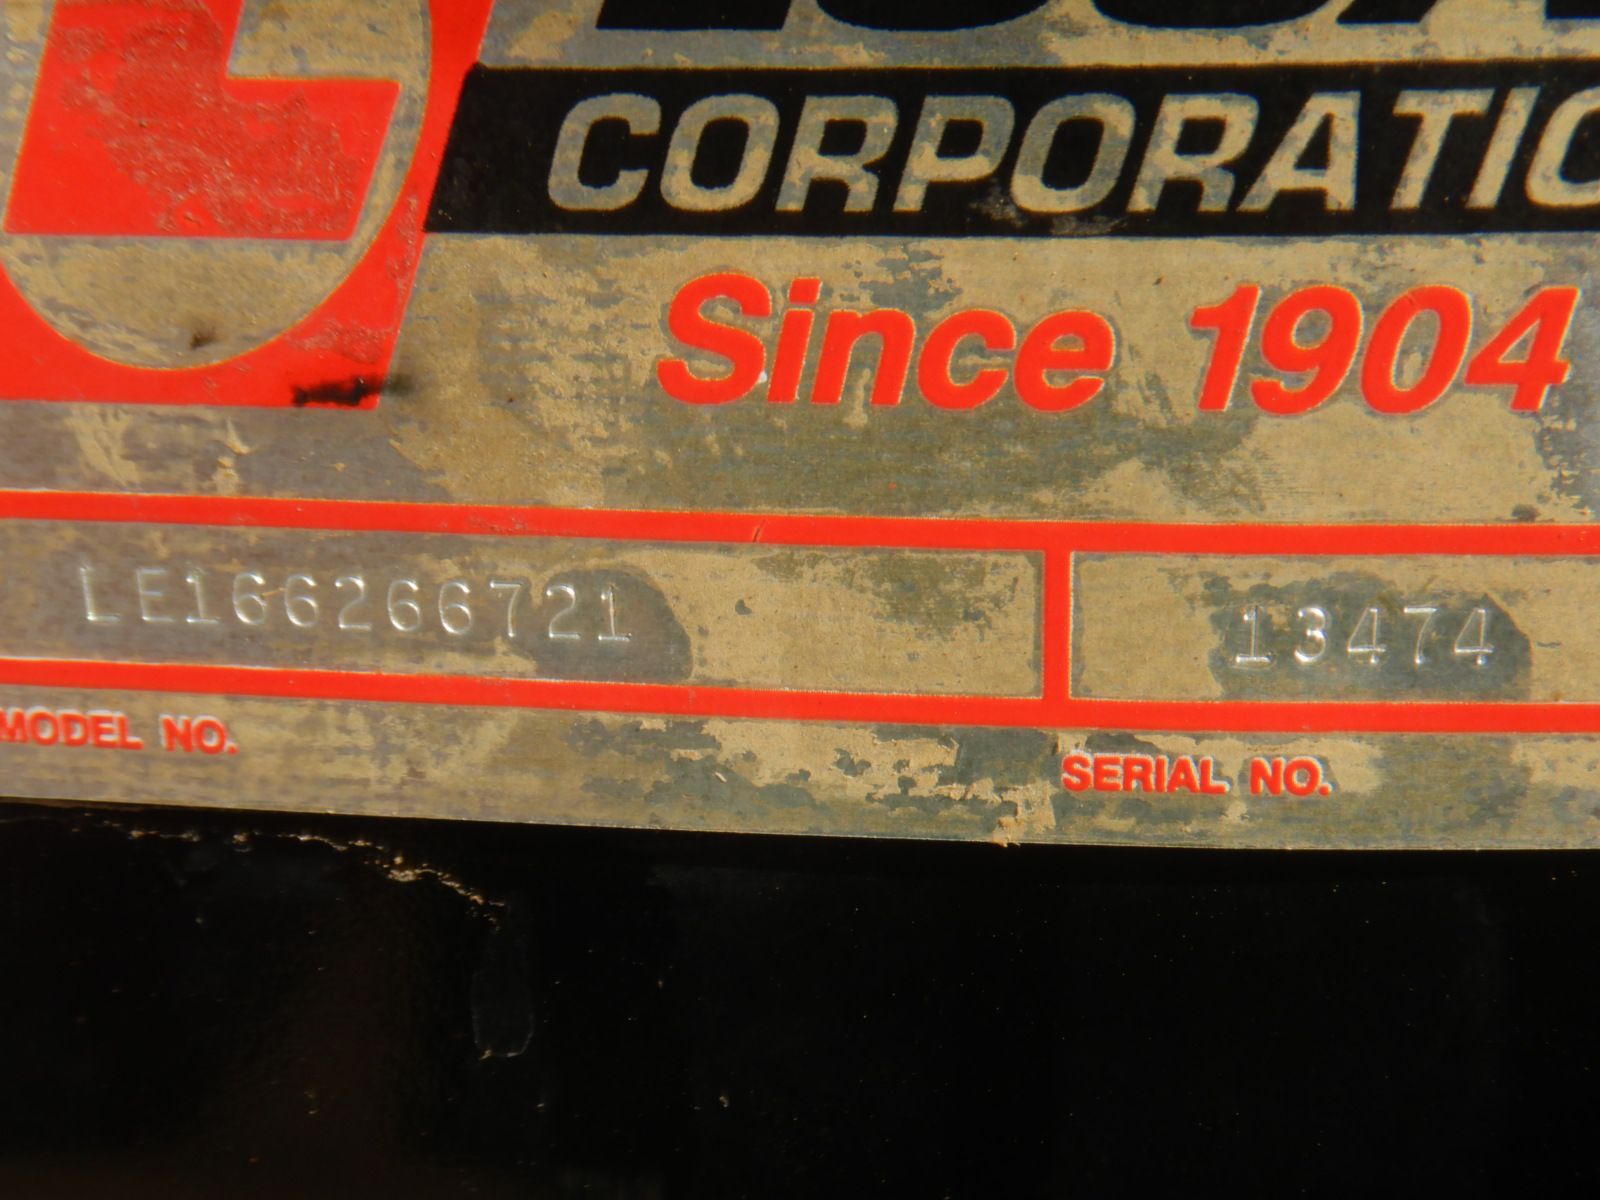 CORPORATIO
Since 1904
LE166266721 13474
MODEL NO. SERIAL NO.